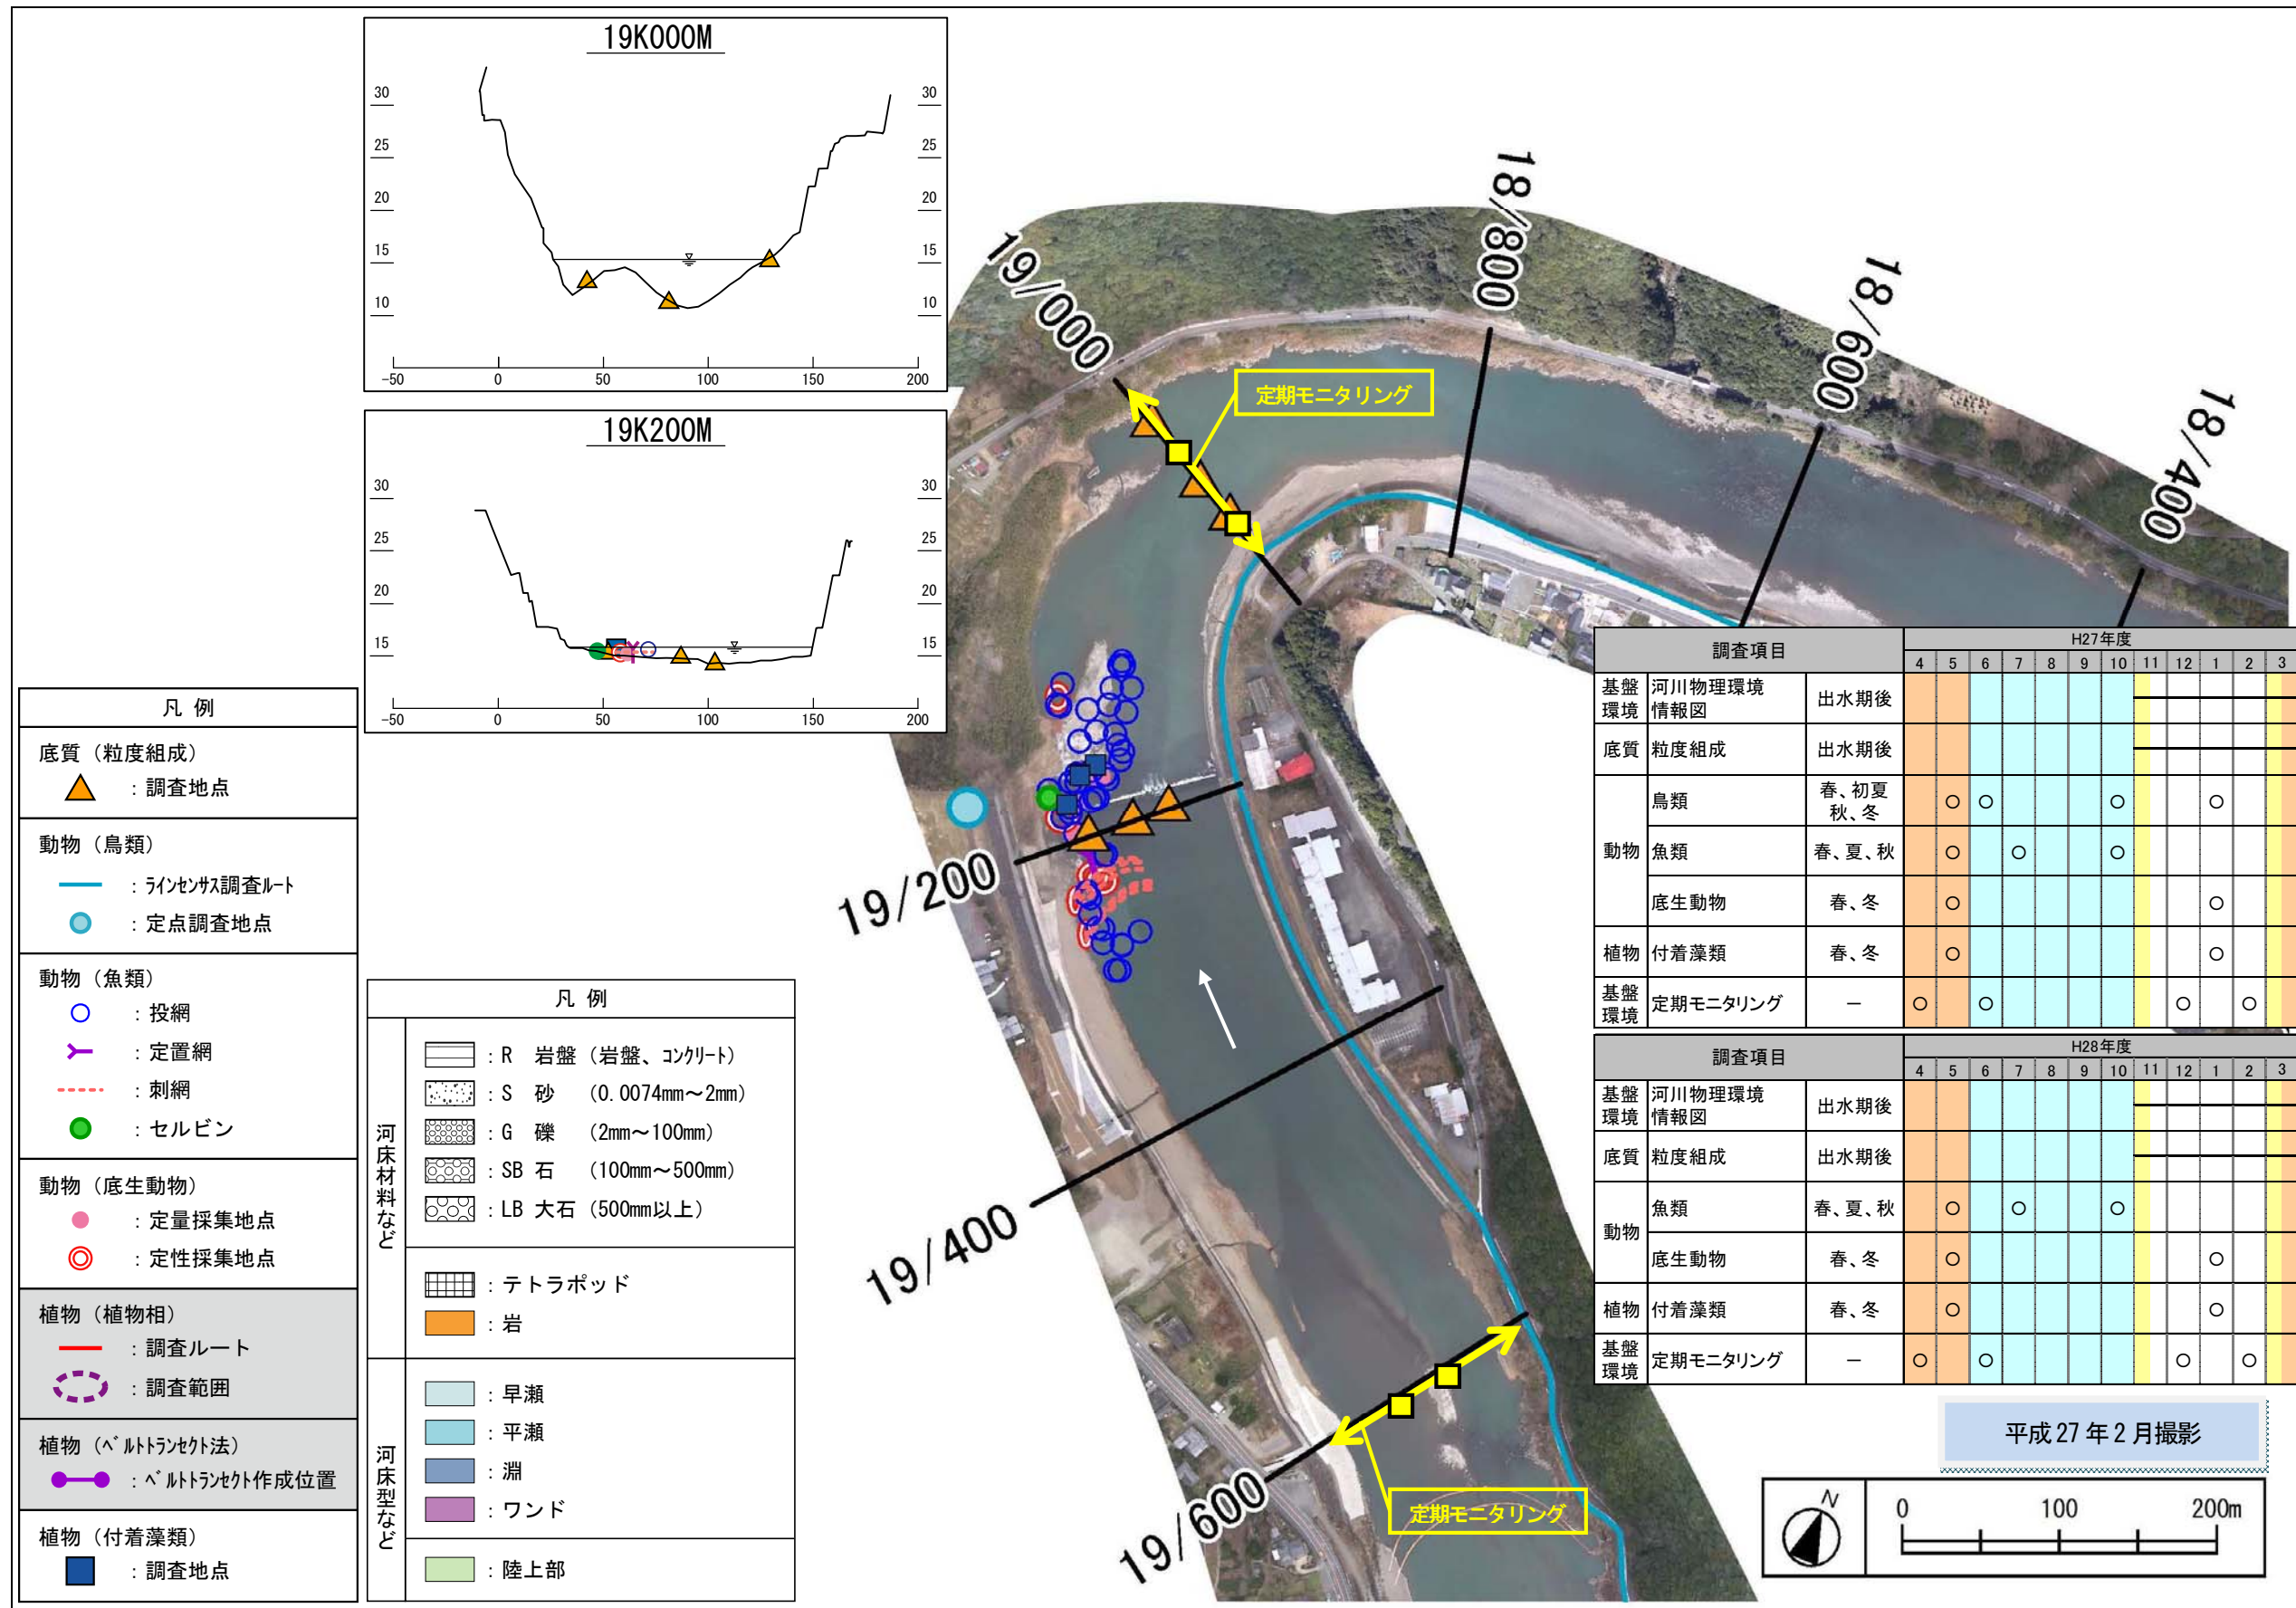 19K000M
30 30
25 25
20 20
15 15
10 10
-50 0 50 100 150 200
19K200M
30 30
25 25
20 20
15 15
-50 0 50 100 150 200
凡 例
底質（粒度組成）
：調査地点
動物（鳥類）
：ﾗｲﾝｾﾝｻｽ調査ﾙｰﾄ
：定点調査地点
動物（魚類）
：投網
：定置網
：刺網
：セルビン
動物（底生動物）
：定量採集地点
：定性採集地点
植物（植物相）
：調査ルート
：調査範囲
植物（ﾍﾞﾙﾄﾄﾗﾝｾｸﾄ法）
：ﾍﾞﾙﾄﾄﾗﾝｾｸﾄ作成位置
植物（付着藻類）
：調査地点
凡 例
河床材料など
：R 岩盤（岩盤、ｺﾝｸﾘｰﾄ）
：S 砂 （0.0074mm～2mm）
：G 礫 （2mm～100mm）
：SB 石 （100mm～500mm）
：LB 大石（500mm以上）
：テトラポッド
：岩
河床型など
：早瀬
：平瀬
：淵
：ワンド
：陸上部
19/000
18/800
18/600
18/400
定期モニタリング
19/200
19/400
19/600
定期モニタリング
調査項目 H27年度
4 5 6 7 8 9 10 11 12 1 2 3
基盤環境 河川物理環境情報図 出水期後
底質 粒度組成 出水期後
動物 鳥類 春、初夏秋、冬 ○ ○ ○ ○
魚類 春、夏、秋 ○ ○ ○
底生動物 春、冬 ○ ○
植物 付着藻類 春、冬 ○ ○
基盤環境 定期モニタリング － ○ ○ ○ ○
調査項目 H28年度
4 5 6 7 8 9 10 11 12 1 2 3
基盤環境 河川物理環境情報図 出水期後
底質 粒度組成 出水期後
動物 魚類 春、夏、秋 ○ ○ ○
底生動物 春、冬 ○ ○
植物 付着藻類 春、冬 ○ ○
基盤環境 定期モニタリング － ○ ○ ○ ○
平成27年2月撮影
N
0 100 200m